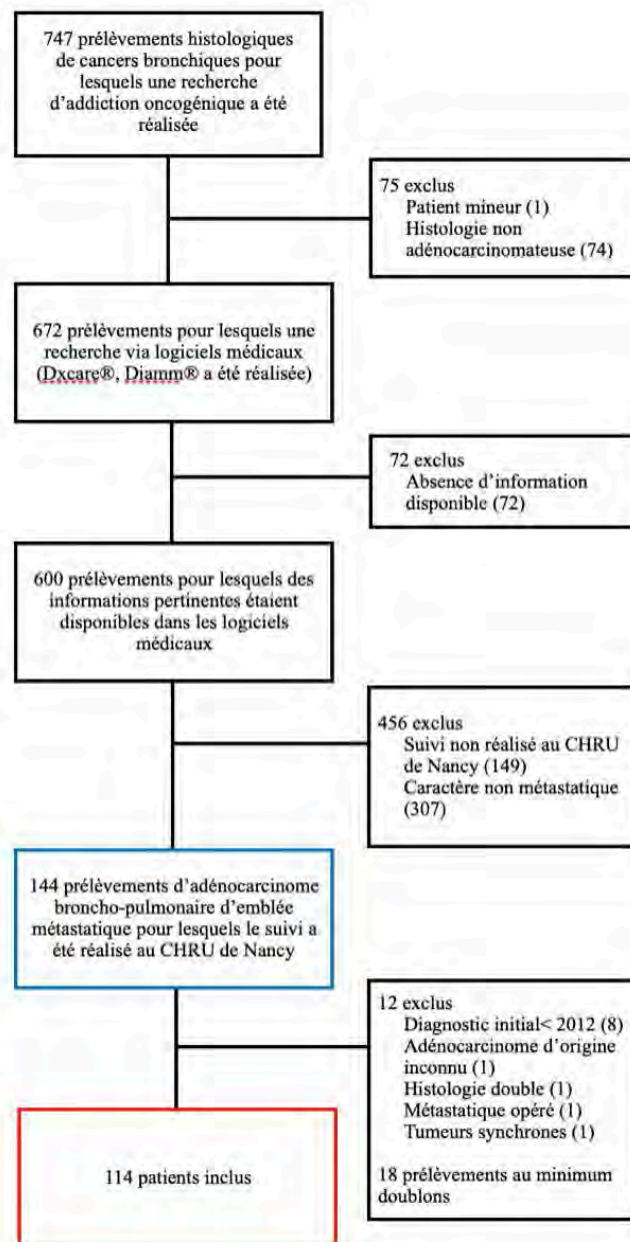 747 prélèvements histologiques
de cancers bronchiques pour
lesquels une recherche
d'addiction oncogénique a été
réalisée
75 exclus
Patient mineur (1)
Histologie non
adénocarcinomateuse (74)
672 prélèvements pour lesquels une
recherche via logiciels médicaux
(Dxcare®, Diamm® a été réalisée)
72 exclus
Absence d'information
disponible (72)
600 prélèvements pour lesquels des
informations pertinentes étaient
disponibles dans les logiciels
médicaux
456 exclus
Suivi non réalisé au CHRU
de Nancy (149)
Caractère non métastatique
(307)
144 prélèvements d'adénocarcinome
broncho-pulmonaire d'emblée
métastatique pour lesquels le suivi a
été réalisé au CHRU de Nancy
12 exclus
Diagnostic initial< 2012 (8)
Adénocarcinome d'origine
inconnu (1)
Histologie double (1)
Métastatique opéré (1)
Tumeurs synchrones (1)
18 prélèvements au minimum
doublons
114 patients inclus